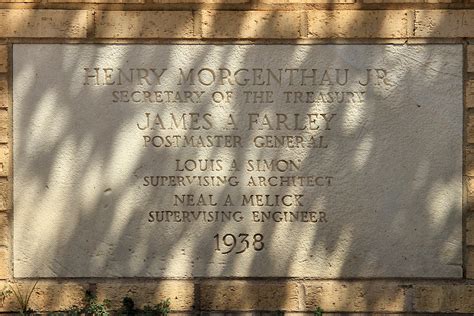 HENRY MORGENTHAU JR
SECRETARY OF THE TREASURY
JAMES A FARLEY
POSTMASTER GENERAL
LOUIS A SIMON
SUPERVISING ARCHITECT
NEAL A MELICK
SUPERVISING ENGINEER
1938